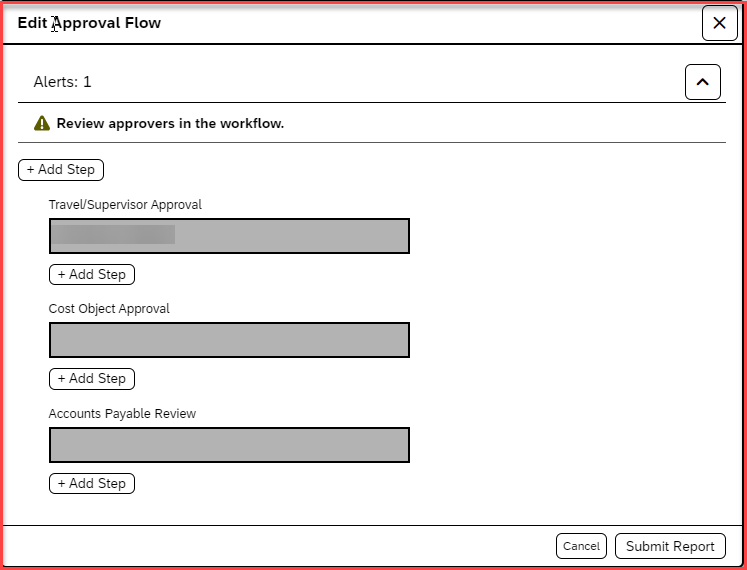 Edit Approval Flow
Alerts: 1
Review approvers in the workflow.
+ Add Step
Travel/Supervisor Approval
+ Add Step
Cost Object Approval
+ Add Step
Accounts Payable Review
+ Add Step
Cancel Submit Report